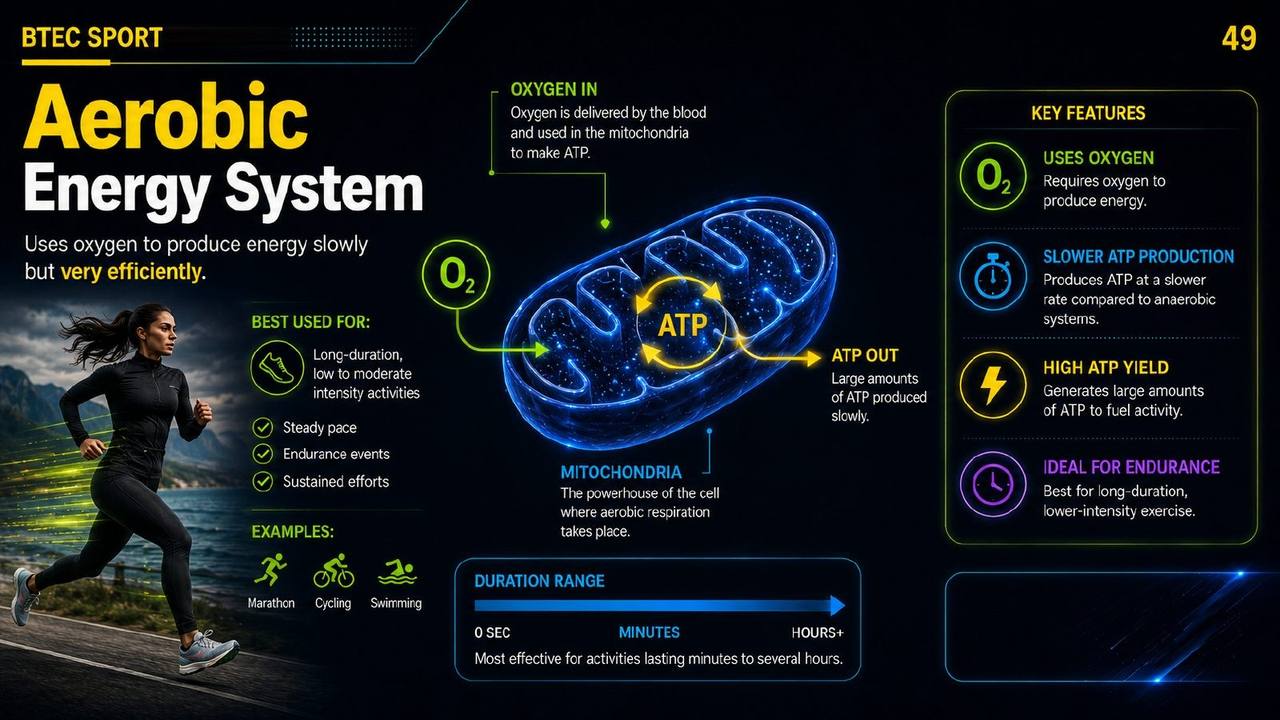 BTEC SPORT
49
Aerobic
Energy System
Uses oxygen to produce energy slowly
but very efficiently.
BEST USED FOR:
Long-duration,
low to moderate
intensity activities
Steady pace
Endurance events
Sustained efforts
EXAMPLES:
Marathon
Cycling
Swimming
OXYGEN IN
Oxygen is delivered by the blood
and used in the mitochondria
to make ATP.
O2
ATP
ATP OUT
Large amounts
of ATP produced
slowly.
MITOCHONDRIA
The powerhouse of the cell
where aerobic respiration
takes place.
DURATION RANGE
0 SEC
MINUTES
HOURS+
Most effective for activities lasting minutes to several hours.
KEY FEATURES
O2
USES OXYGEN
Requires oxygen to
produce energy.
SLOWER ATP PRODUCTION
Produces ATP at a slower
rate compared to anaerobic
systems.
HIGH ATP YIELD
Generates large amounts
of ATP to fuel activity.
IDEAL FOR ENDURANCE
Best for long-duration,
lower-intensity exercise.